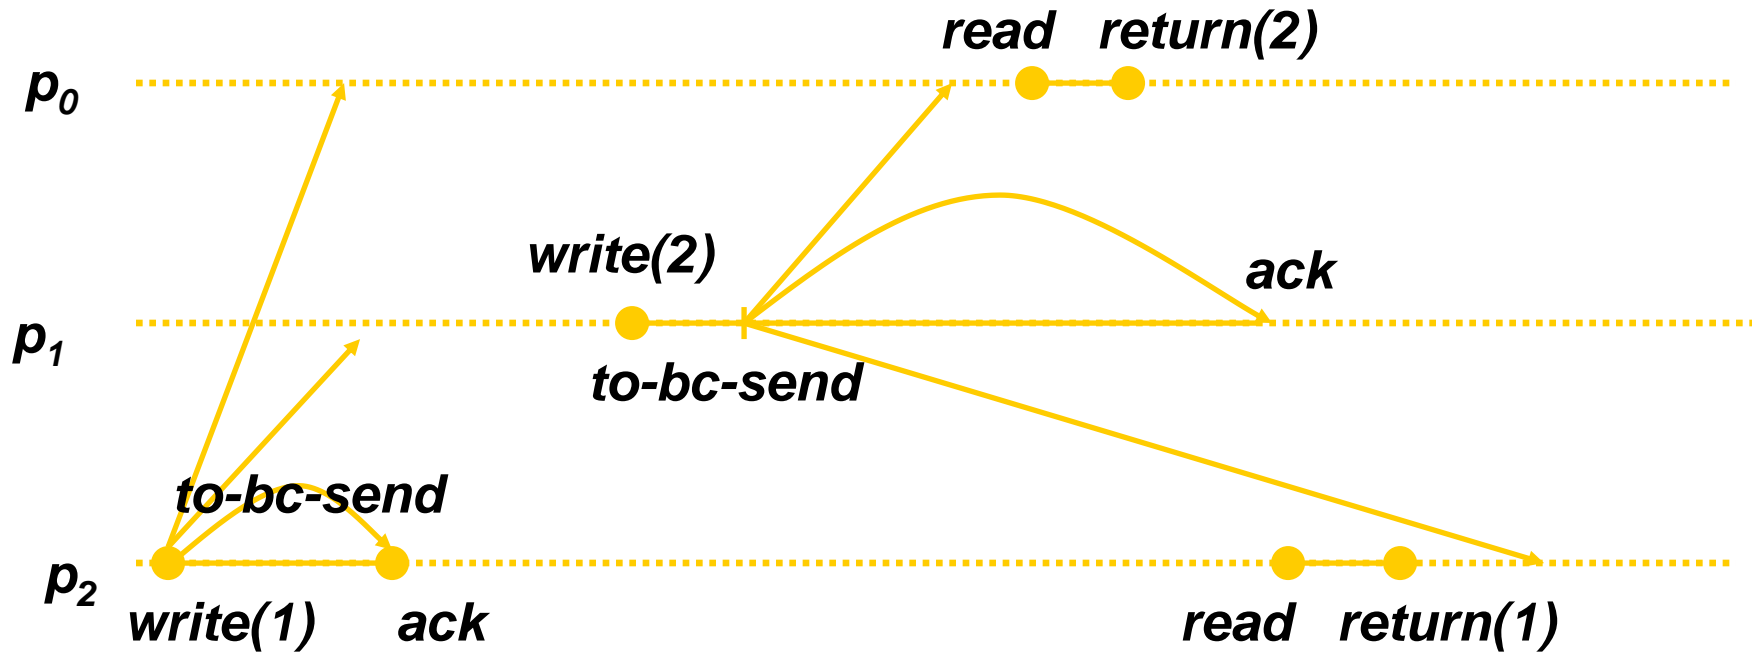 read return(2)
p0
write(2)
ack
p1
to-bc-send
to-bc-send
p2
write(1) ack
read return(1)